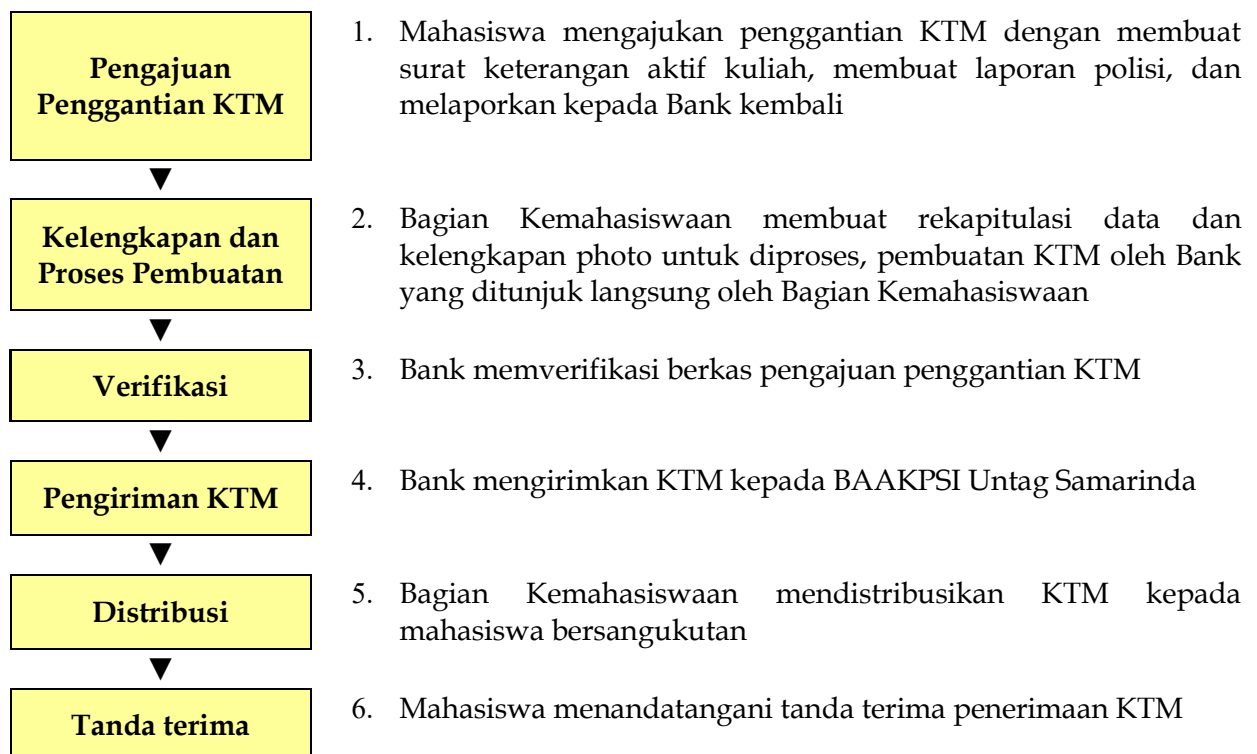 Pengajuan
Penggantian KTM
1. Mahasiswa mengajukan penggantian KTM dengan membuat
surat keterangan aktif kuliah, membuat laporan polisi, dan
melaporkan kepada Bank kembali
▼
Kelengkapan dan
Proses Pembuatan
2. Bagian Kemahasiswaan membuat rekapitulasi data dan
kelengkapan photo untuk diproses, pembuatan KTM oleh Bank
yang ditunjuk langsung oleh Bagian Kemahasiswaan
▼
Verifikasi
3. Bank memverifikasi berkas pengajuan penggantian KTM
▼
Pengiriman KTM
4. Bank mengirimkan KTM kepada BAAKPSI Untag Samarinda
▼
Distribusi
5. Bagian Kemahasiswaan mendistribusikan KTM kepada
mahasiswa bersangukutan
▼
Tanda terima
6. Mahasiswa menandatangani tanda terima penerimaan KTM